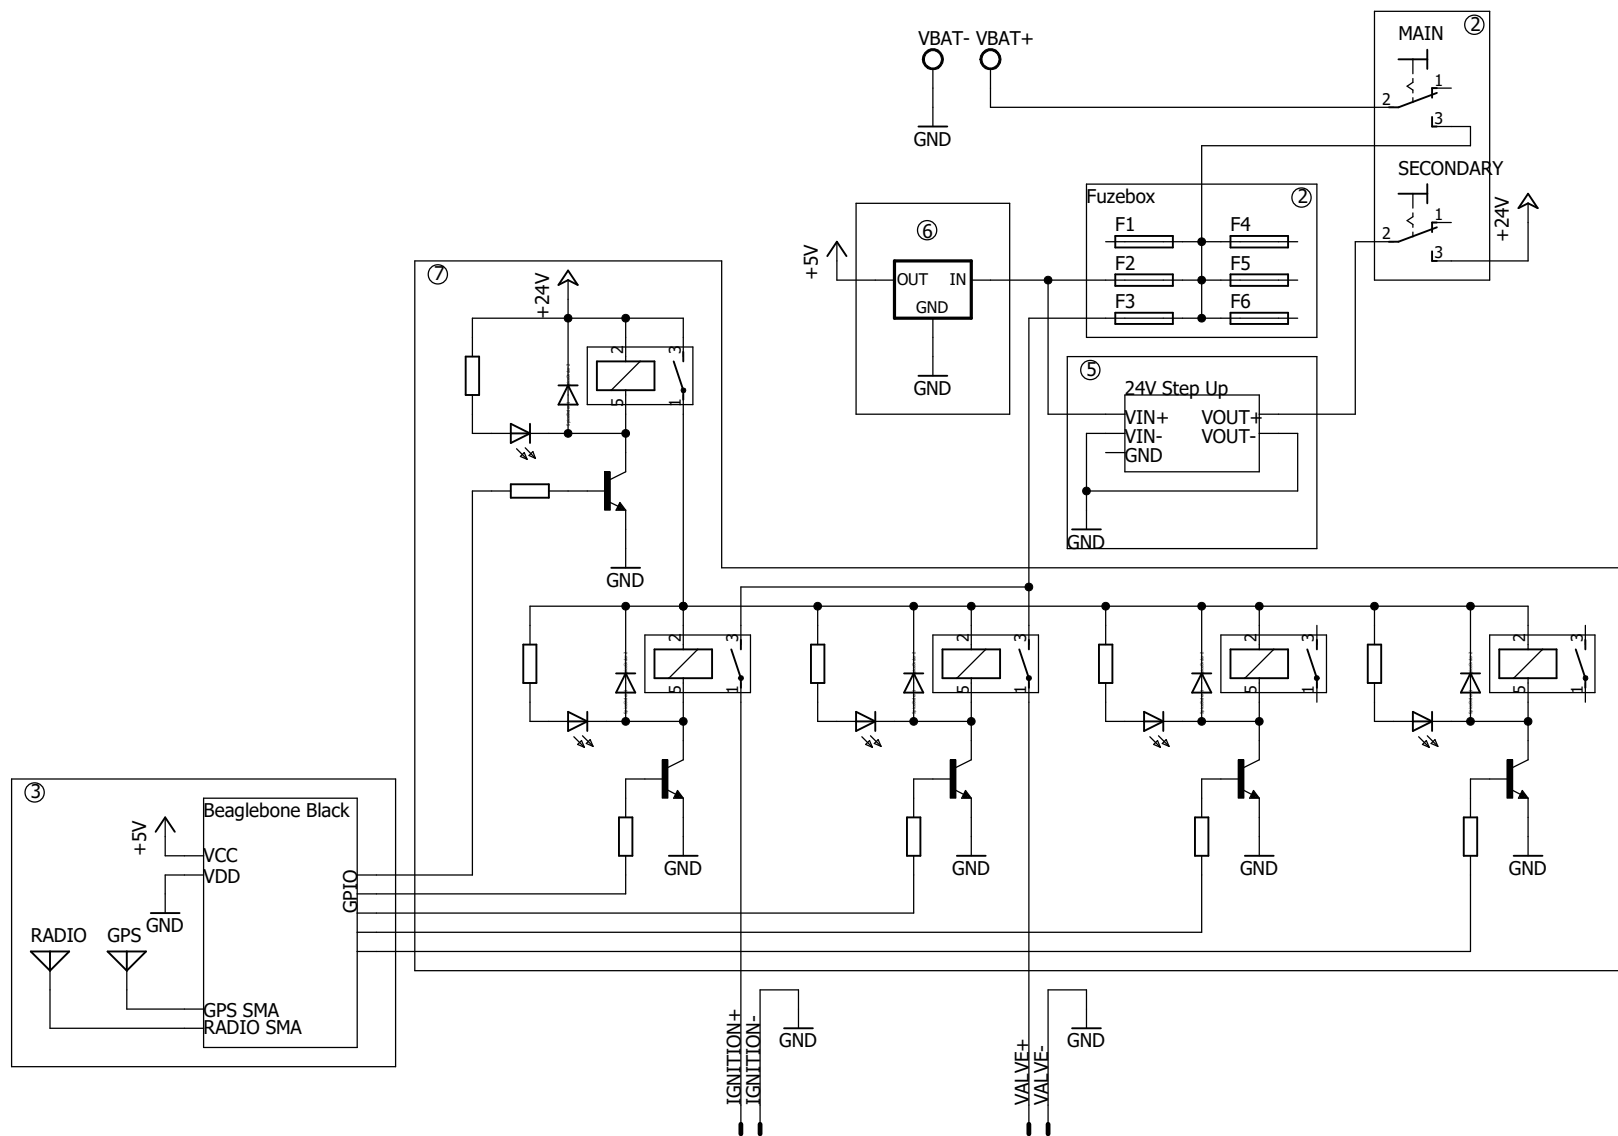 VBAT- VBAT+
GND
②
MAIN
1
2
3
SECONDARY
1
2
3
+24V
Fuzebox ②
F1 F4
F2 F5
F3 F6
⑥
+5V
OUT IN
GND
GND
⑤
24V Step Up
VIN+ VOUT+
VIN- VOUT-
GND
GND
⑦
+24V
2 3
5 1
GND
2 3 2 3 2 3 2 3
5 1 5 1 5 1 5 1
GND GND GND GND
③
Beaglebone Black
+5V
VCC
VDD
GND
GPIO
RADIO GPS
GPS SMA
RADIO SMA
IGNITION+
IGNITION-
GND
VALVE+
VALVE-
GND